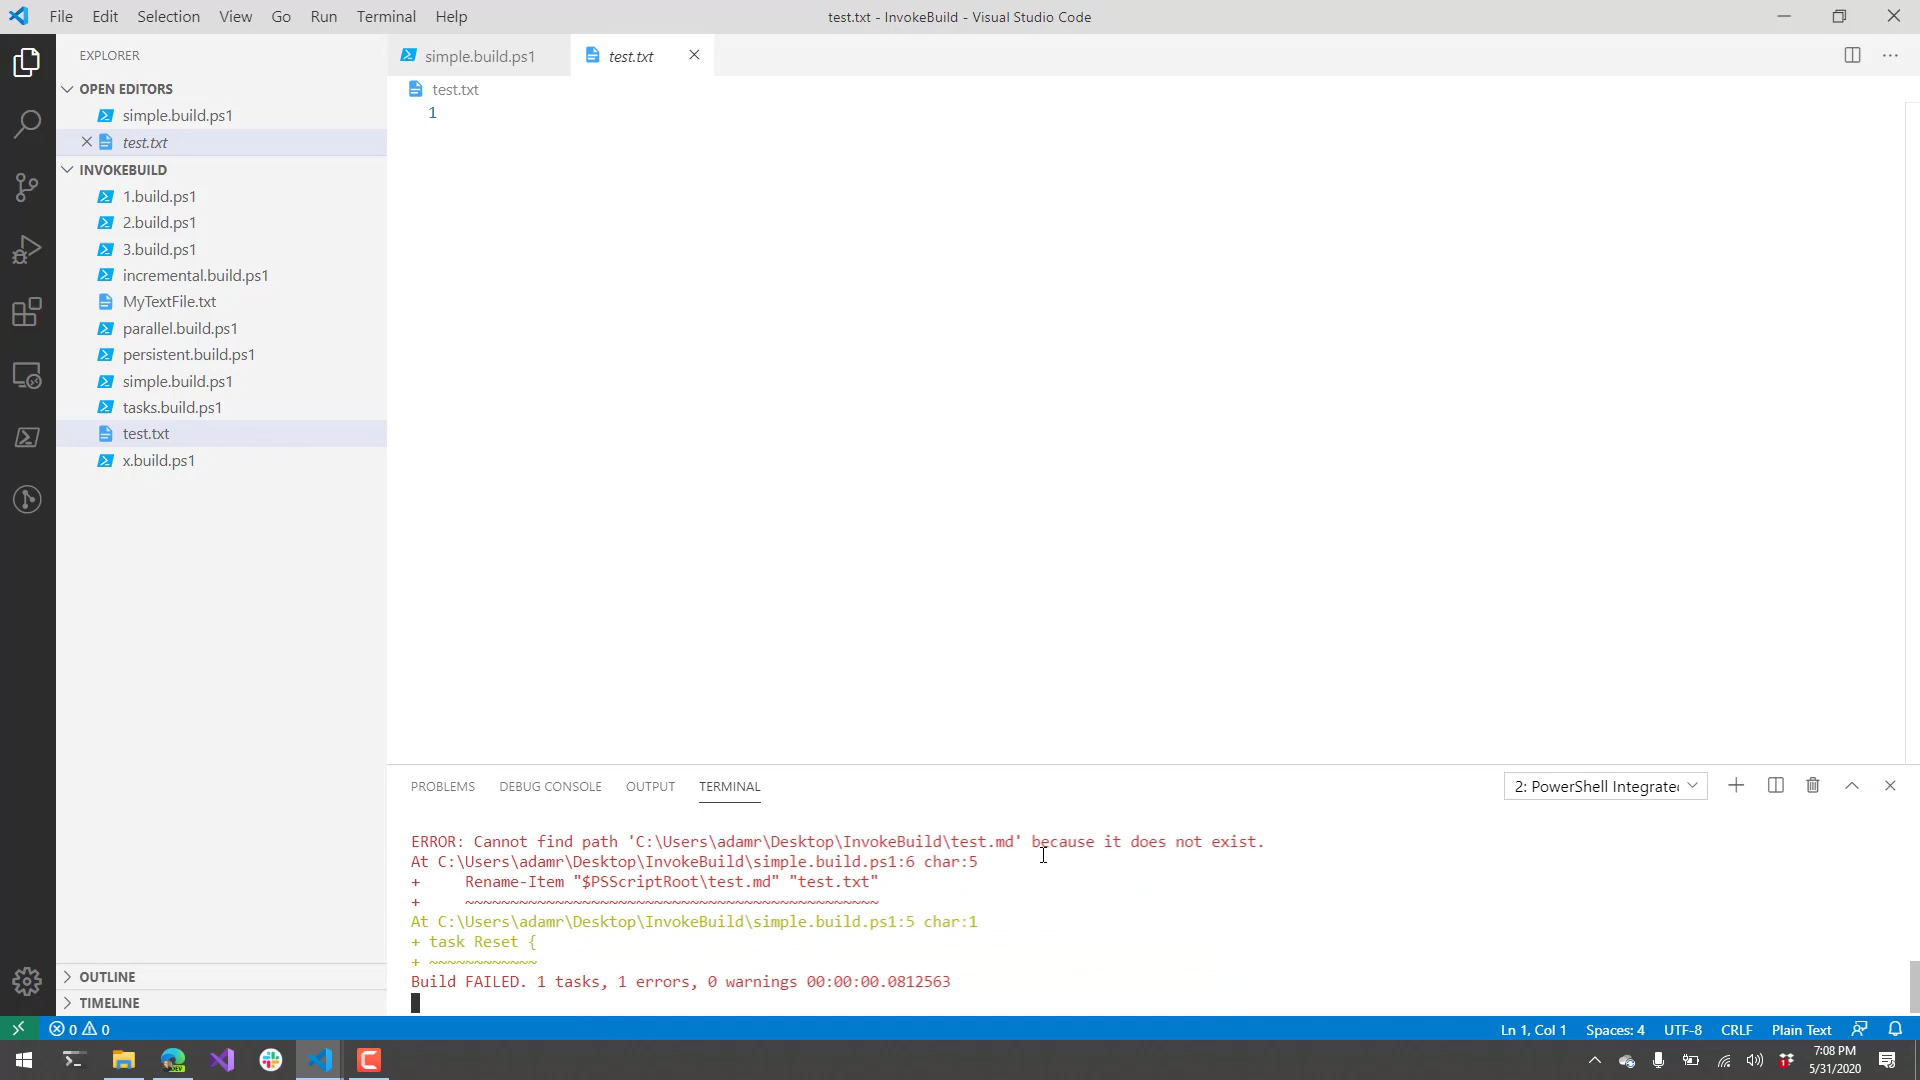 File Edit Selection View Go Run Terminal Help
test.txt - InvokeBuild - Visual Studio Code
EXPLORER
OPEN EDITORS
simple.build.ps1
test.txt
INVOKEBUILD
1.build.ps1
2.build.ps1
3.build.ps1
incremental.build.ps1
MyTextFile.txt
parallel.build.ps1
persistent.build.ps1
simple.build.ps1
tasks.build.ps1
test.txt
x.build.ps1
OUTLINE
TIMELINE
simple.build.ps1
test.txt
test.txt
1
PROBLEMS DEBUG CONSOLE OUTPUT TERMINAL
2: PowerShell Integrated
ERROR: Cannot find path 'C:\Users\adamr\Desktop\InvokeBuild\test.md' because it does not exist.
At C:\Users\adamr\Desktop\InvokeBuild\simple.build.ps1:6 char:5
+     Rename-Item "$PSScriptRoot\test.md" "test.txt"
+     ~~~~~~~~~~~~~~~~~~~~~~~~~~~~~~~~~~~~~~~~~~~~~~
At C:\Users\adamr\Desktop\InvokeBuild\simple.build.ps1:5 char:1
+ task Reset {
+ ~~~~~~~~~~~~
Build FAILED. 1 tasks, 1 errors, 0 warnings 00:00:00.0812563
0 0
Ln 1, Col 1 Spaces: 4 UTF-8 CRLF Plain Text
DEV
7:08 PM
5/31/2020